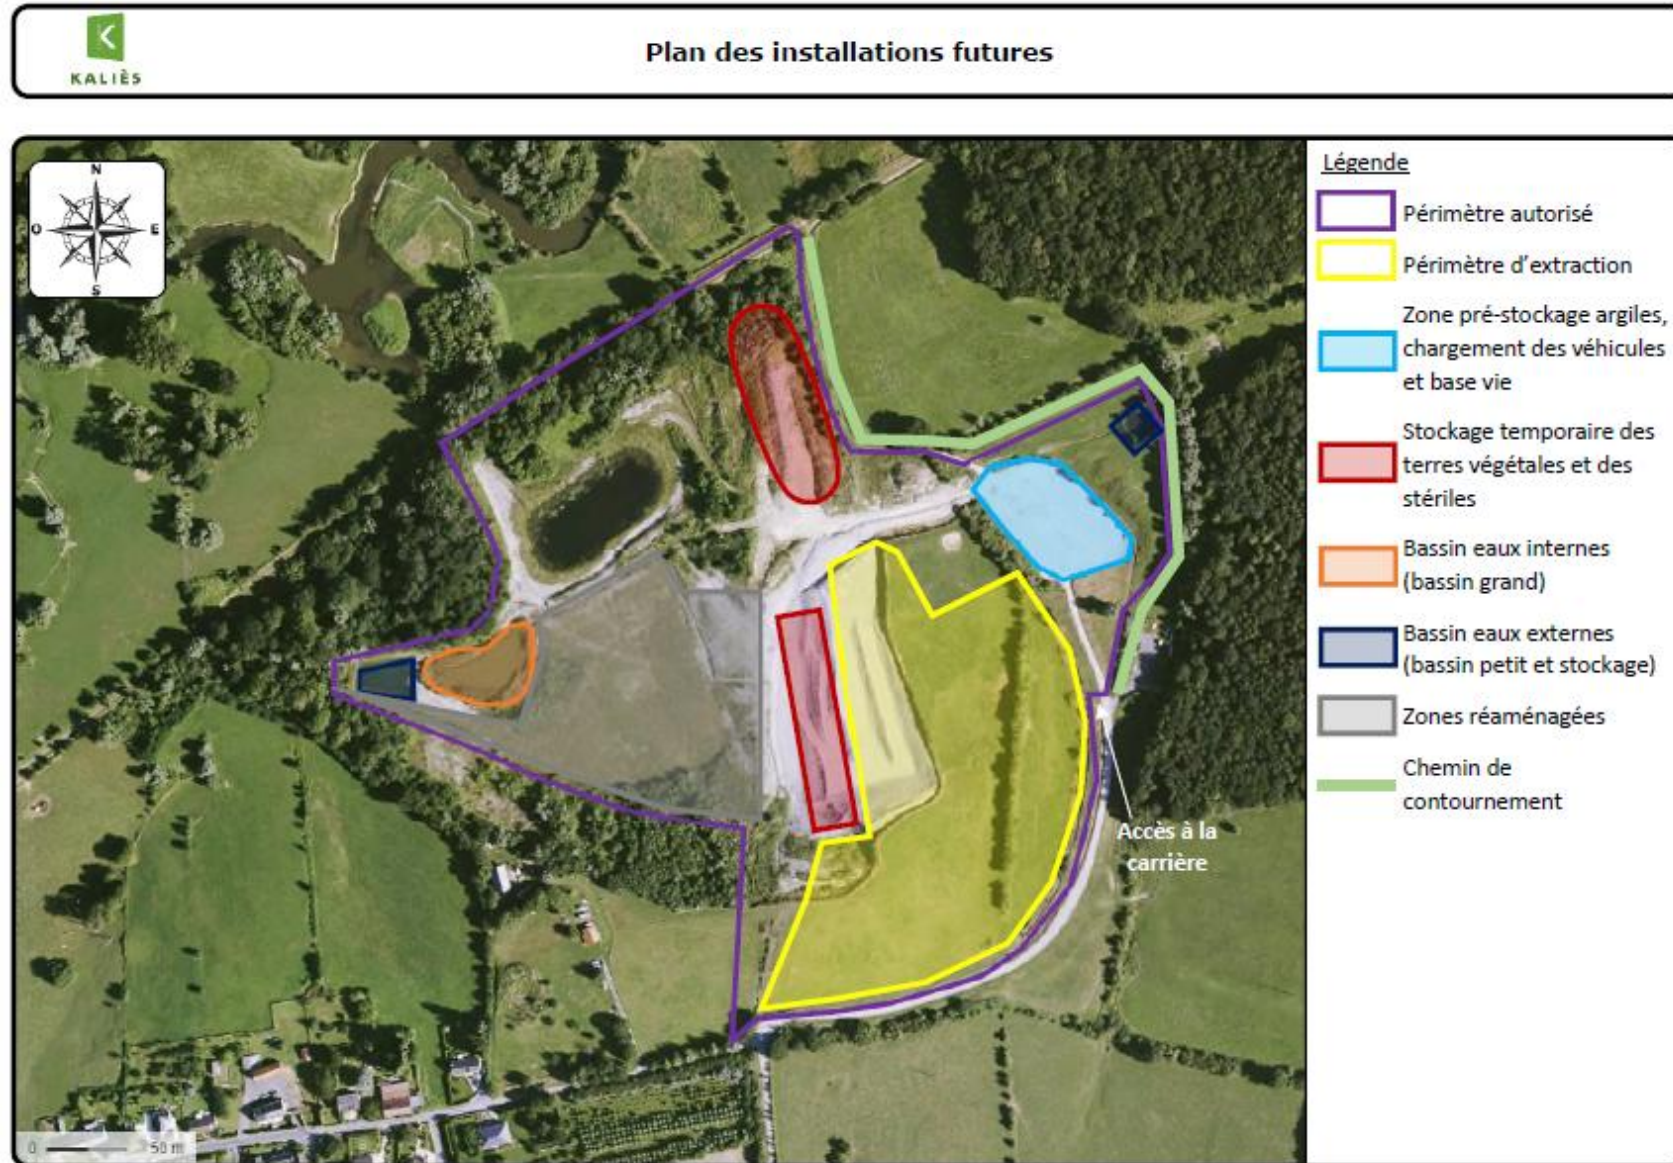 KALIÈS
Plan des installations futures
N
O
E
S
Légende
Périmètre autorisé
Périmètre d'extraction
Zone pré-stockage argiles,
chargement des véhicules
et base vie
Stockage temporaire des
terres végétales et des
stériles
Bassin eaux internes
(bassin grand)
Bassin eaux externes
(bassin petit et stockage)
Zones réaménagées
Chemin de
contournement
Accès à la
carrière
0
50 m